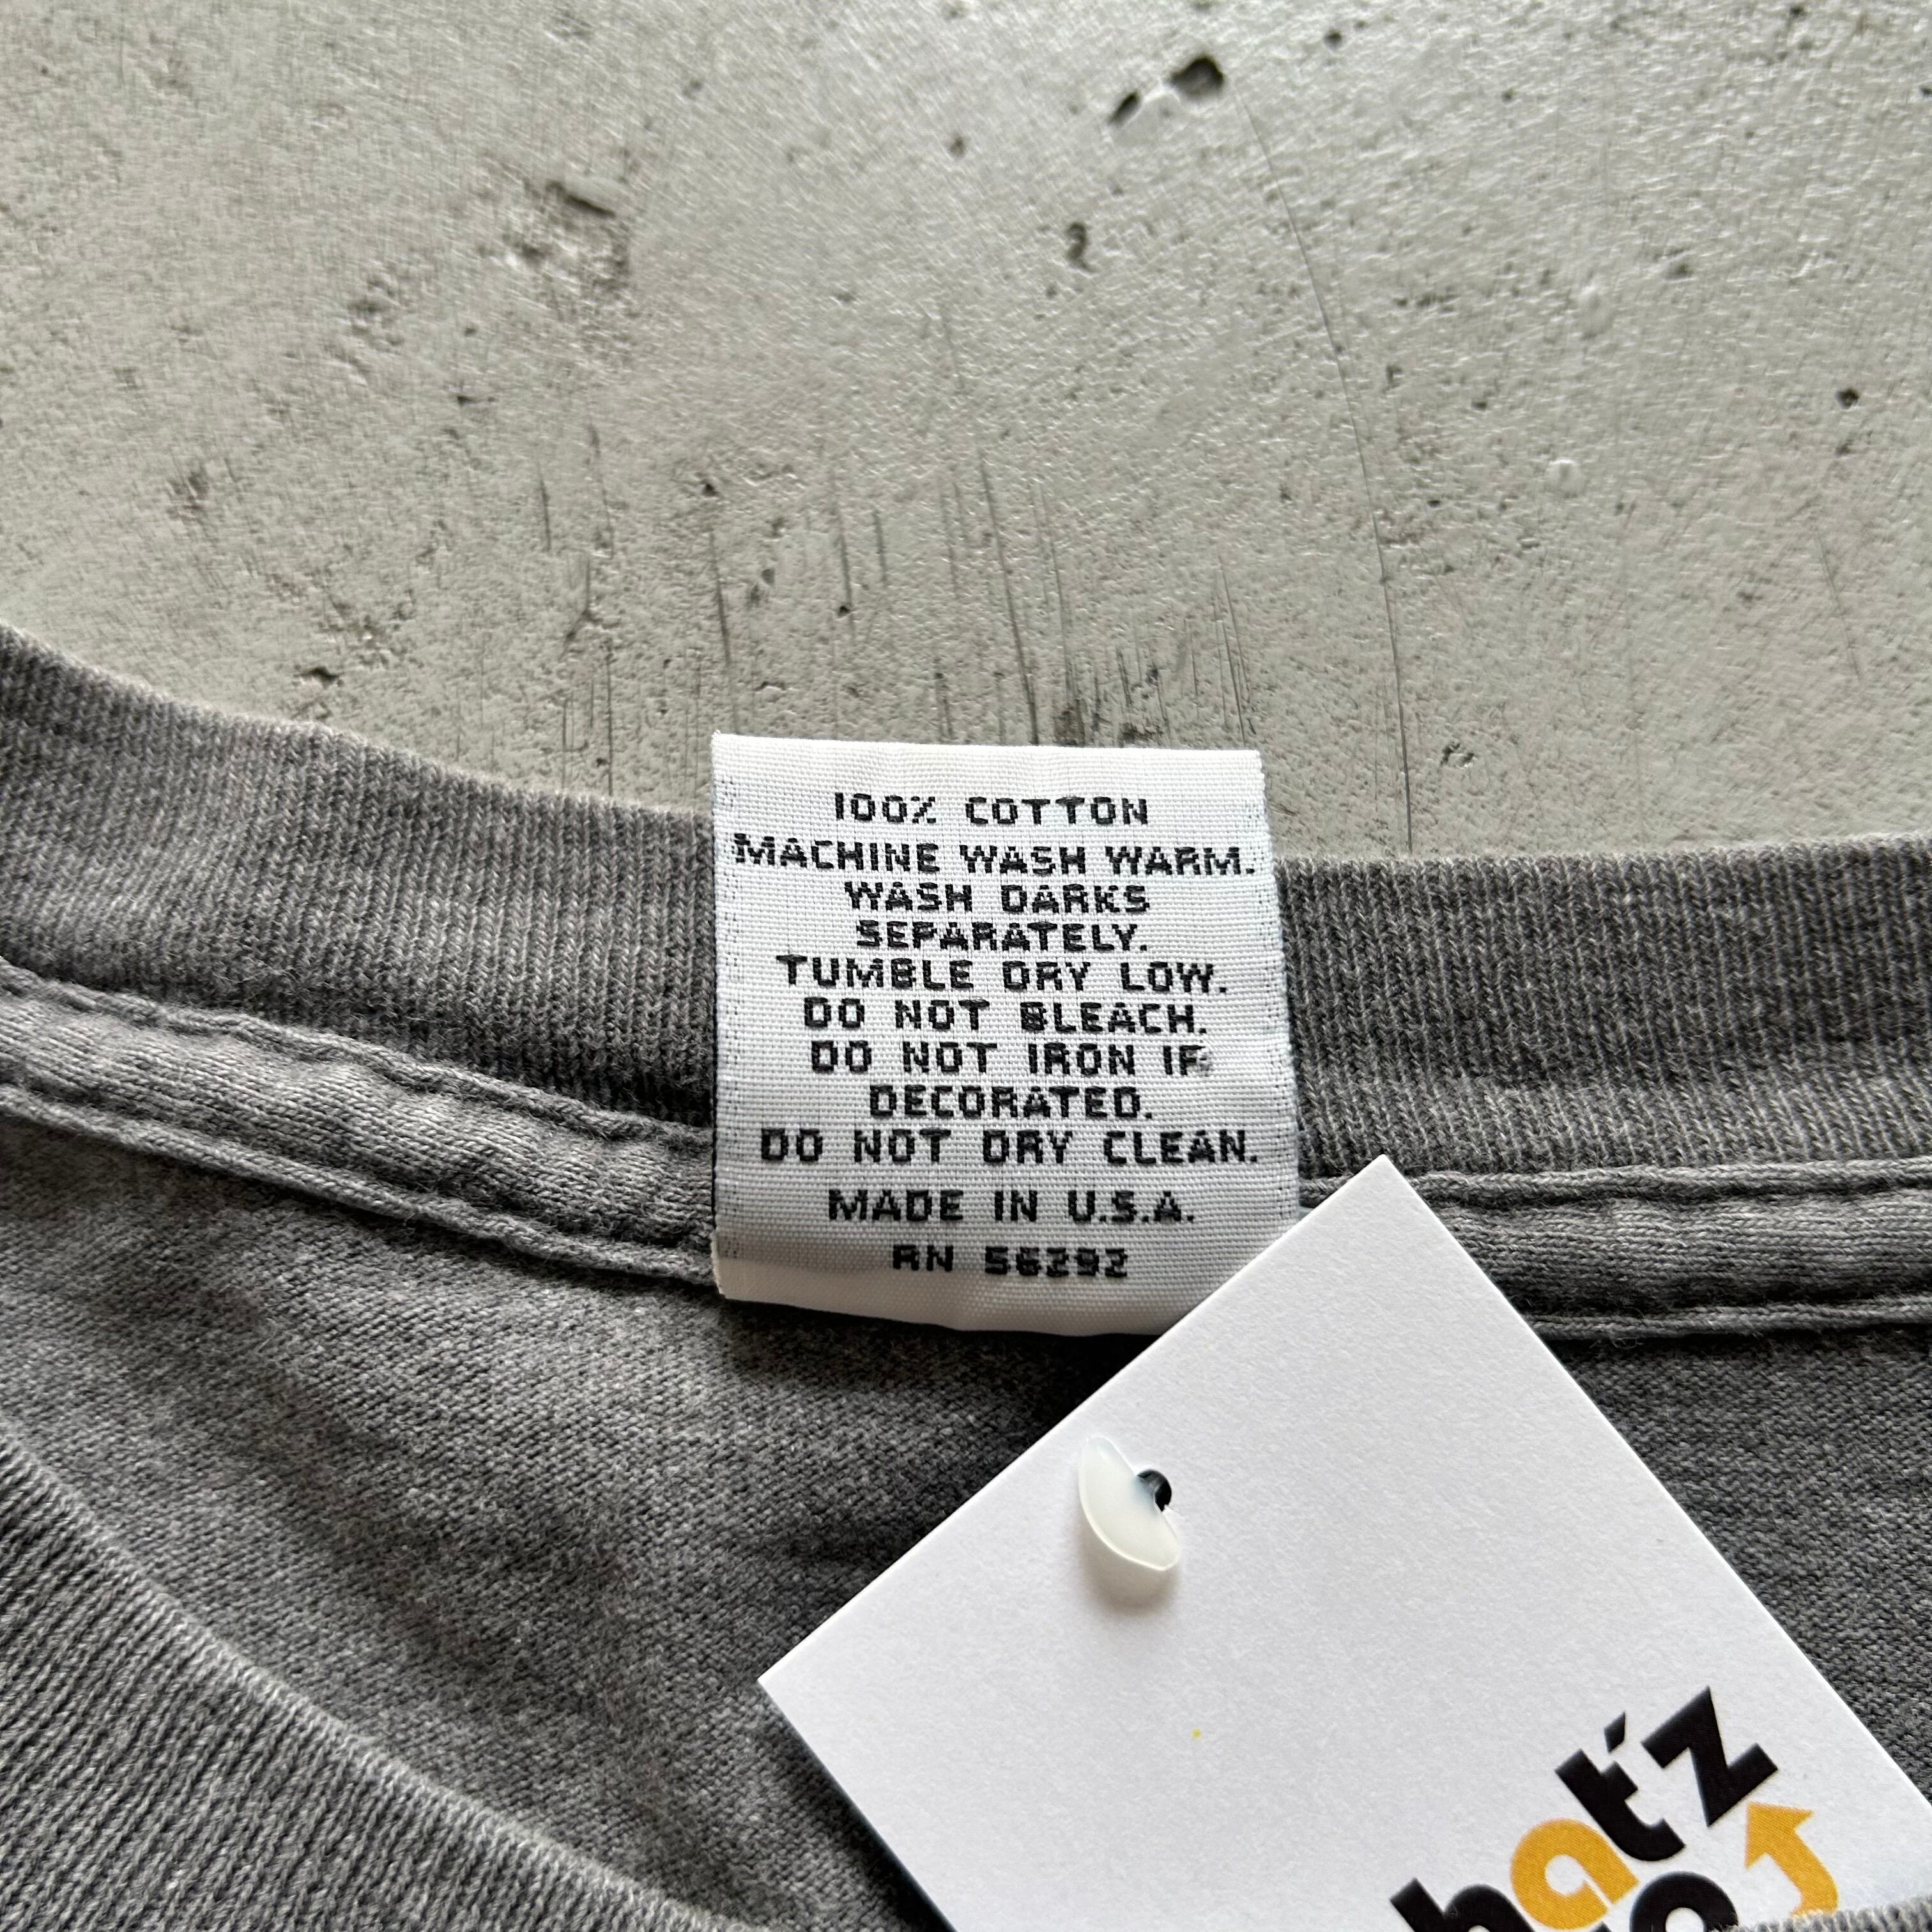 100% COTTON
MACHINE WASH WARM.
WASH DARKS
SEPARATELY.
TUMBLE DRY LOW.
DO NOT BLEACH.
DO NOT IRON IF
DECORATED.
DO NOT DRY CLEAN.
MADE IN U.S.A.
RN 56292
hat'z